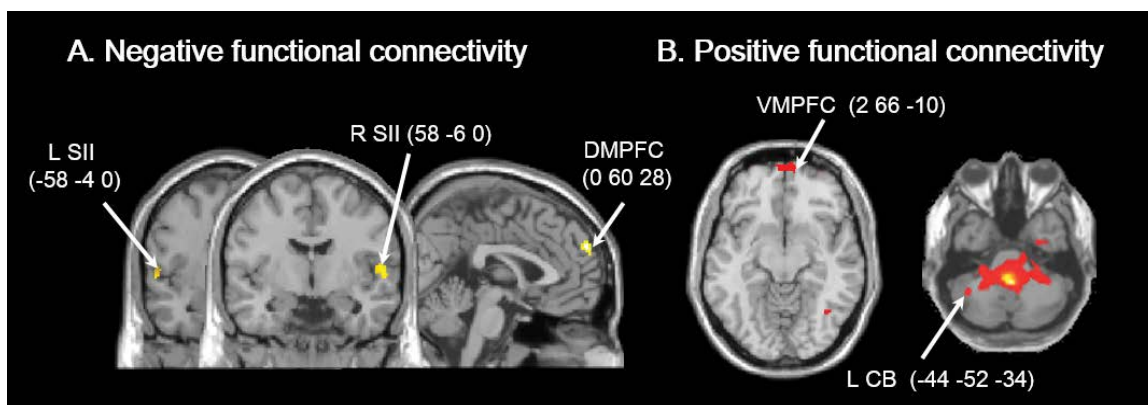 A. Negative functional connectivity
B. Positive functional connectivity
VMPFC (2 66 -10)
R SII (58 -6 0)
L SII
(-58 -4 0)
DMPFC
(0 60 28)
L CB (-44 -52 -34)